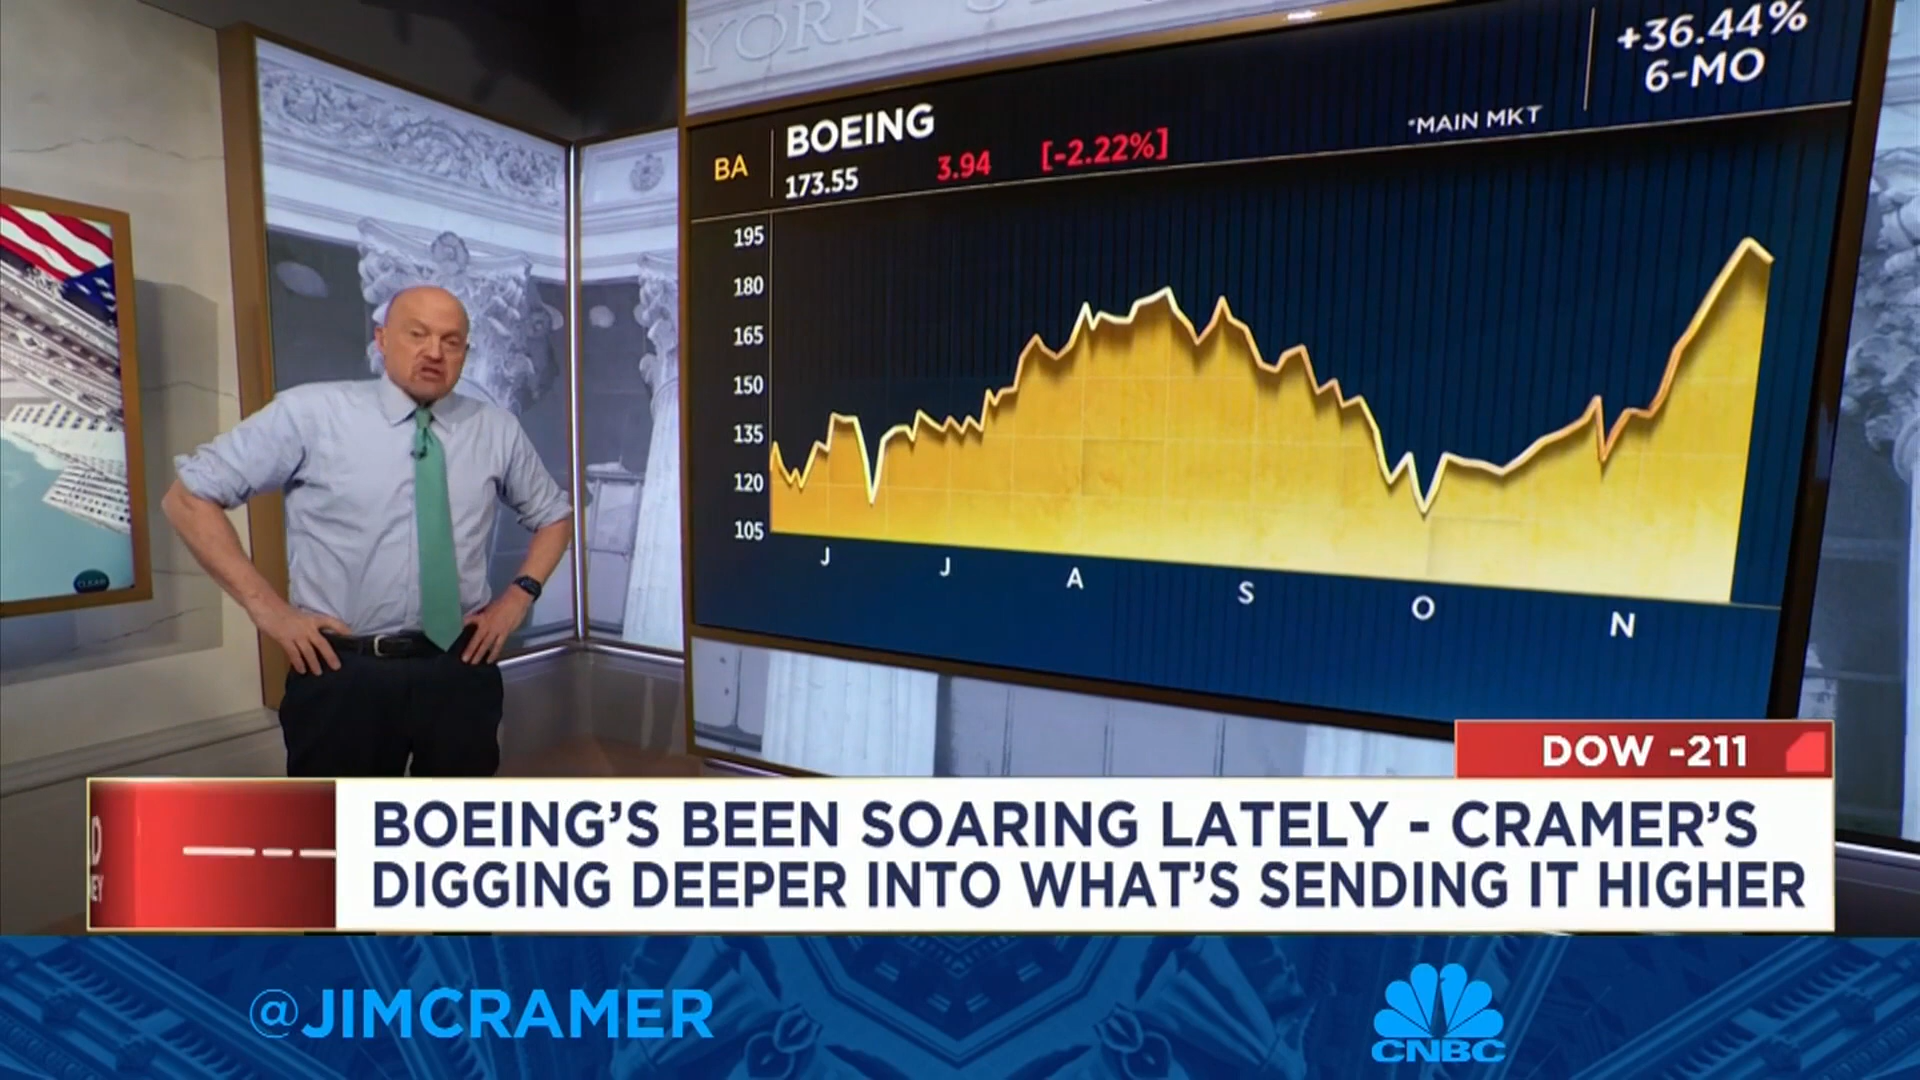 YORK S
+36.44%
6-MO
BA
BOEING
173.55
3.94
[-2.22%]
*MAIN MKT
195
180
165
150
135
120
105
J
J
A
S
O
N
DOW -211
BOEING'S BEEN SOARING LATELY - CRAMER'S
DIGGING DEEPER INTO WHAT'S SENDING IT HIGHER
@JIMCRAMER
CNBC